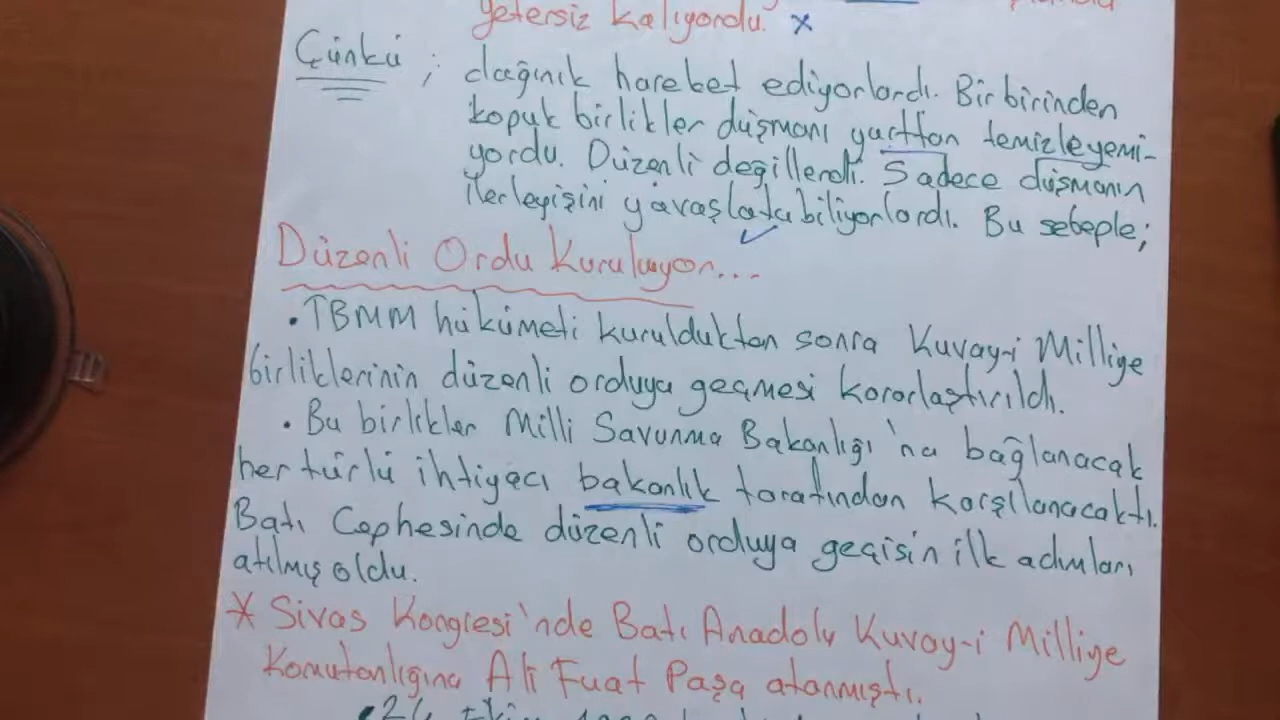 yetersiz kalıyordu. x
Çünkü ; dağınık hareket ediyorlardı. Birbirinden
kopuk birlikler düşmanı yurttan temizleyemi-
yordu. Düzenli değillerdi. Sadece düşmanın
ilerleyişini yavaşlatabiliyorlardı. Bu sebeple;
Düzenli Ordu Kuruluyor...
• TBMM hükümeti kurulduktan sonra Kuvay-i Milliye
birliklerinin düzenli orduya geçmesi kararlaştırıldı.
• Bu birlikler Milli Savunma Bakanlığı'na bağlanacak
her türlü ihtiyacı bakanlık tarafından karşılanacaktı.
Batı Cephesinde düzenli orduya geçişin ilk adımları
atılmış oldu.
* Sivas Kongresi'nde Batı Anadolu Kuvay-i Milliye
Komutanlığına Ali Fuat Paşa atanmıştı.